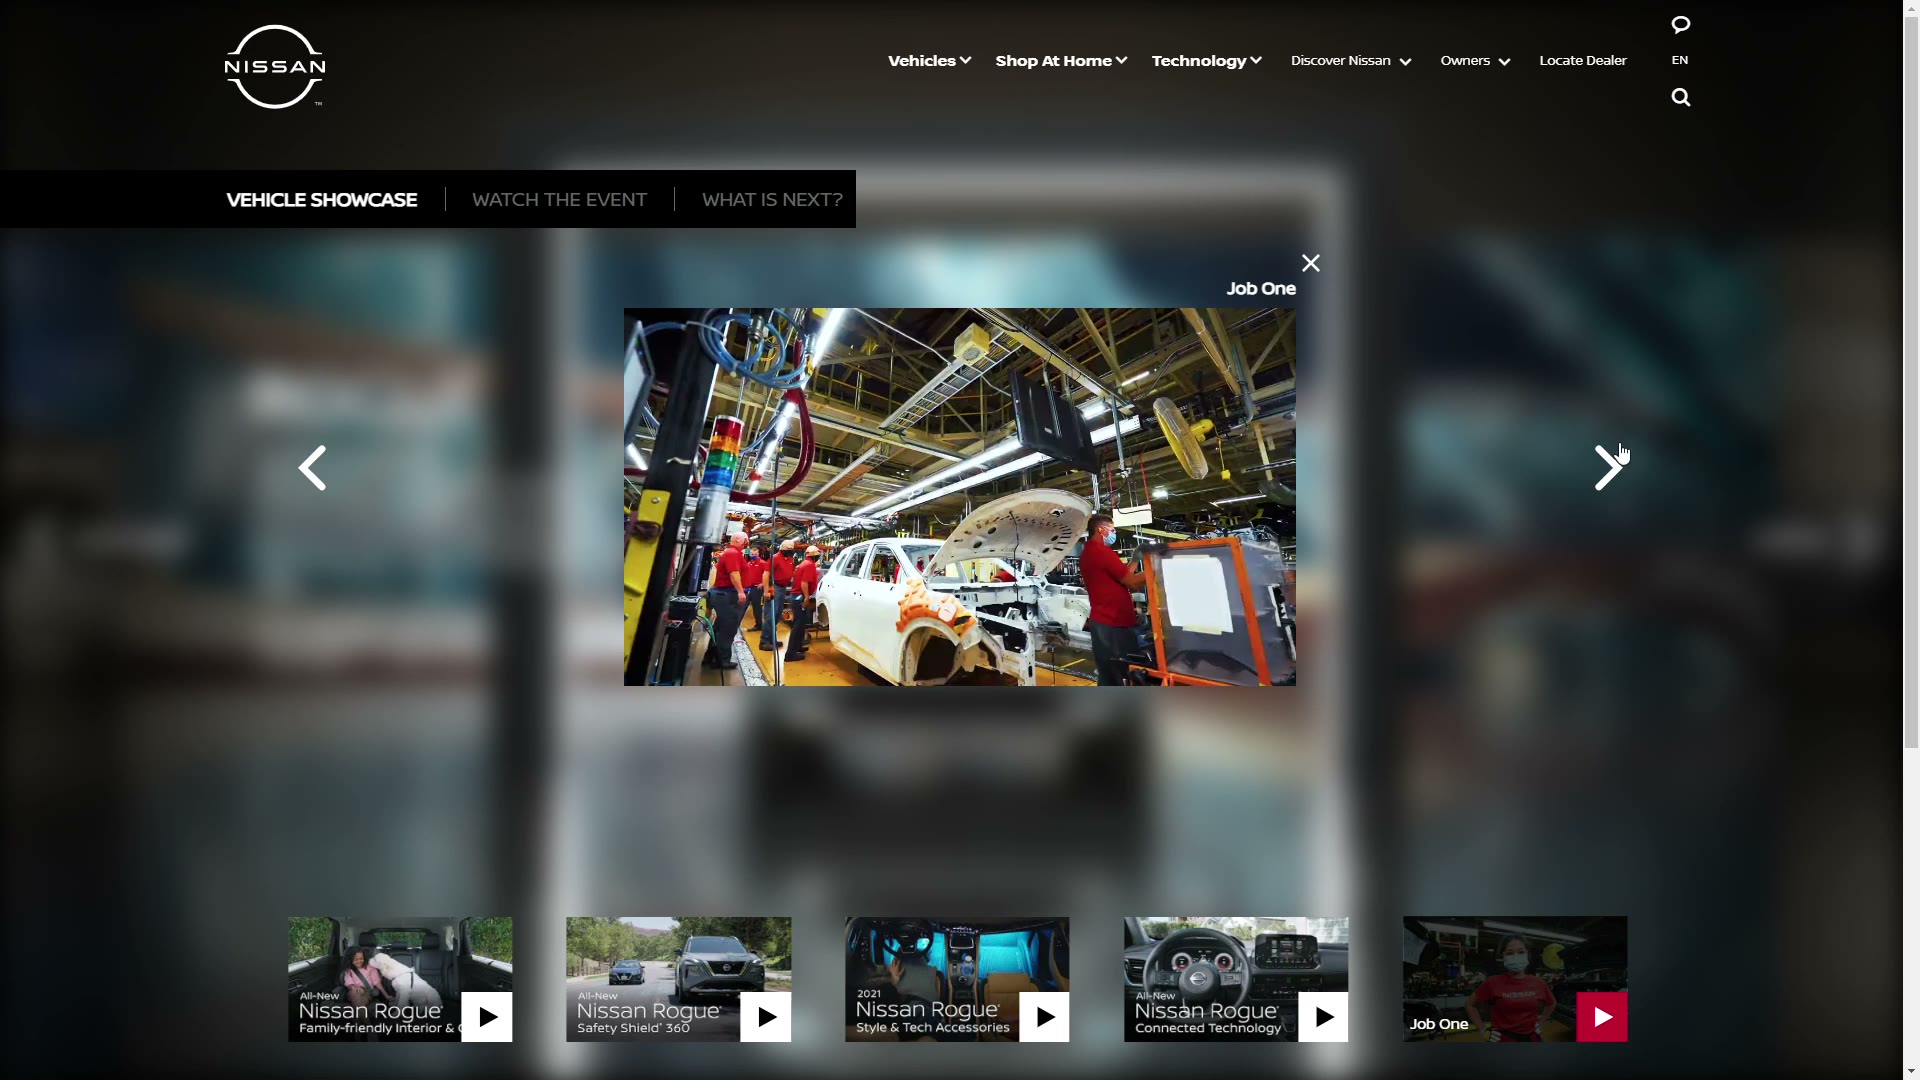 NISSAN
TM
Vehicles
Shop At Home
Technology
Discover Nissan
Owners
Locate Dealer
EN
VEHICLE SHOWCASE
WATCH THE EVENT
WHAT IS NEXT?
Job One
All-New
Nissan Rogue®
Family-friendly Interior &
All-New
Nissan Rogue®
Safety Shield® 360
2021
Nissan Rogue®
Style & Tech Accessories
All-New
Nissan Rogue®
Connected Technology
Job One